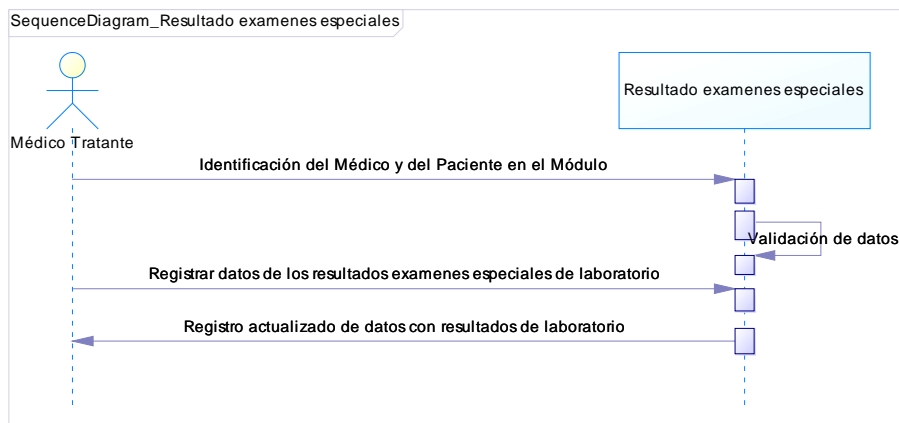 SequenceDiagram_Resultado examenes especiales
Médico Tratante
Resultado examenes especiales
Identificación del Médico y del Paciente en el Módulo
Validación de datos
Registrar datos de los resultados examenes especiales de laboratorio
Registro actualizado de datos con resultados de laboratorio